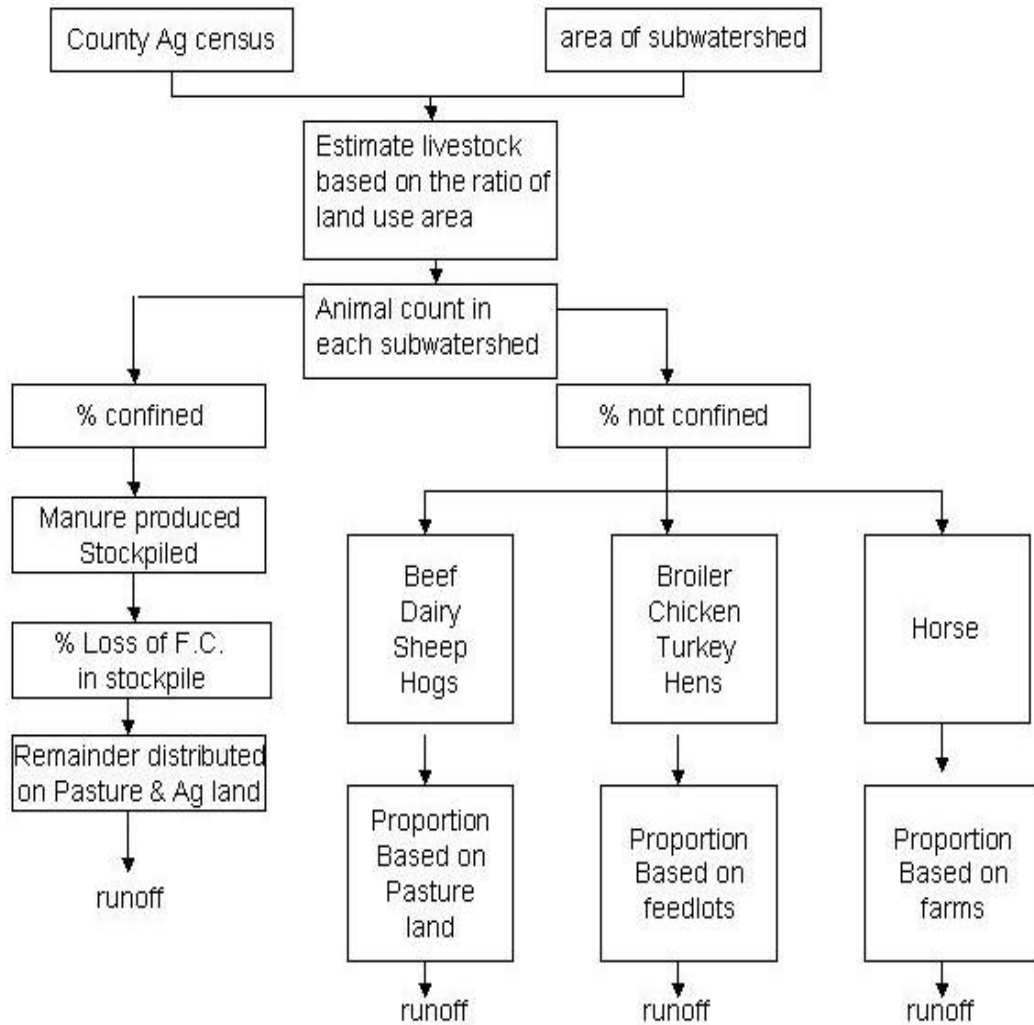 County Ag census
area of subwatershed
Estimate livestock
based on the ratio of
land use area
Animal count in
each subwatershed
% confined
% not confined
Manure produced
Stockpiled
% Loss of F.C.
in stockpile
Remainder distributed
on Pasture & Ag land
runoff
Beef
Dairy
Sheep
Hogs
Broiler
Chicken
Turkey
Hens
Horse
Proportion
Based on
Pasture
land
Proportion
Based on
feedlots
Proportion
Based on
farms
runoff
runoff
runoff